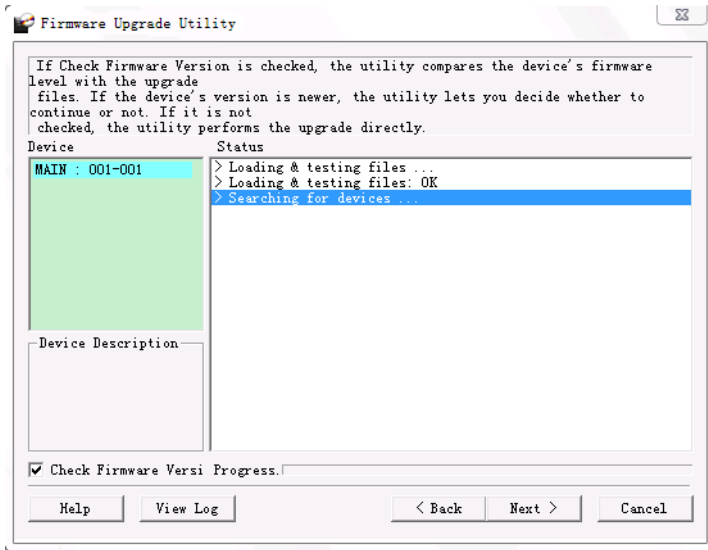 Firmware Upgrade Utility
If Check Firmware Version is checked, the utility compares the device's firmware
level with the upgrade
files. If the device's version is newer, the utility lets you decide whether to
continue or not. If it is not
checked, the utility performs the upgrade directly.
Device
Status
MAIN : 001-001
> Loading & testing files ...
> Loading & testing files: OK
> Searching for devices ...
Device Description
Check Firmware Versi Progress.
Help
View Log
< Back
Next >
Cancel